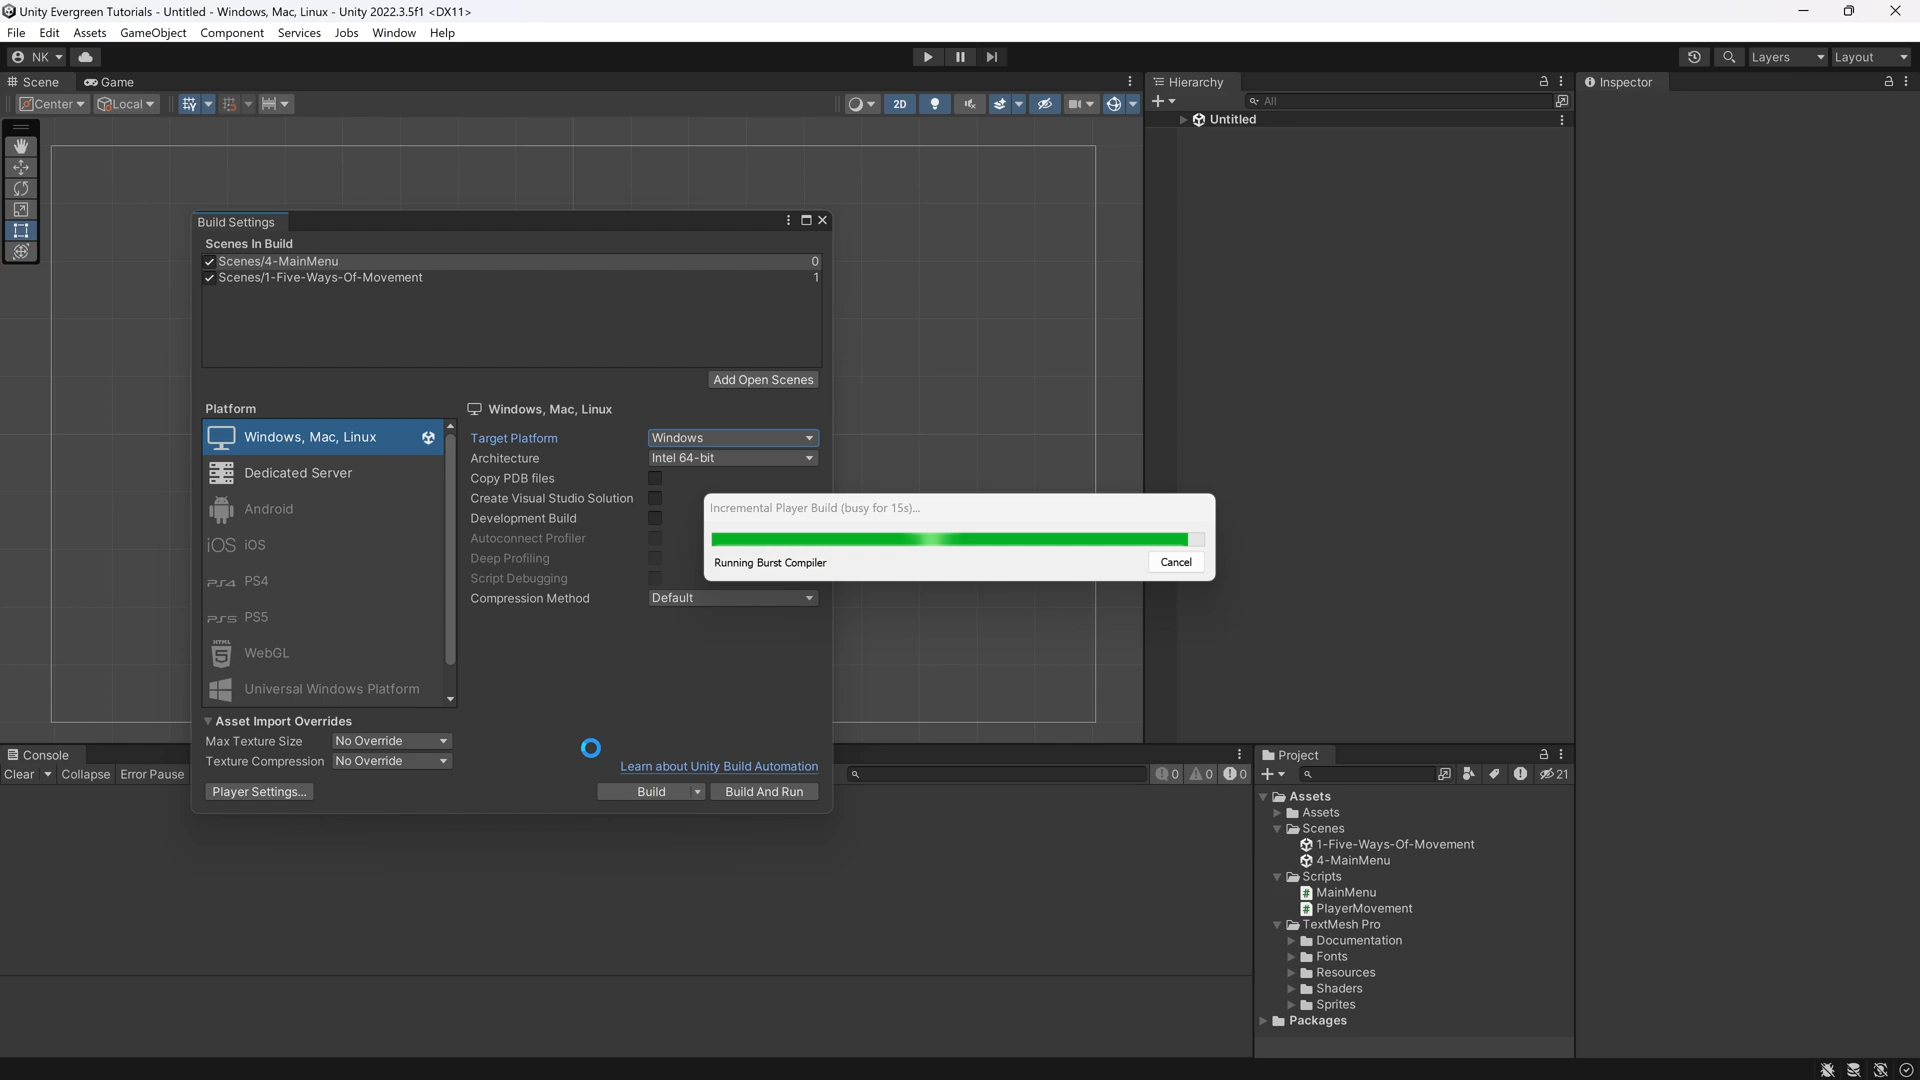 Unity Evergreen Tutorials - Untitled - Windows, Mac, Linux - Unity 2022.3.5f1 <DX11>
File Edit Assets GameObject Component Services Jobs Window Help
NK Layers Layout
Scene Game
Center Local 2D
Hierarchy
All
Untitled
Inspector
Build Settings
Scenes In Build
Scenes/4-MainMenu 0
Scenes/1-Five-Ways-Of-Movement 1
Add Open Scenes
Platform
Windows, Mac, Linux
Dedicated Server
Android
iOS iOS
PS4 PS4
PS5 PS5
HTML 5 WebGL
Universal Windows Platform
Windows, Mac, Linux
Target Platform Windows
Architecture Intel 64-bit
Copy PDB files
Create Visual Studio Solution
Development Build
Autoconnect Profiler
Deep Profiling
Script Debugging
Compression Method Default
Incremental Player Build (busy for 15s)...
Running Burst Compiler Cancel
Asset Import Overrides
Max Texture Size No Override
Texture Compression No Override
Learn about Unity Build Automation
Player Settings... Build Build And Run
Console
Clear Collapse Error Pause
0 0 0
Project
21
Assets
Assets
Scenes
1-Five-Ways-Of-Movement
4-MainMenu
Scripts
# MainMenu
# PlayerMovement
TextMesh Pro
Documentation
Fonts
Resources
Shaders
Sprites
Packages